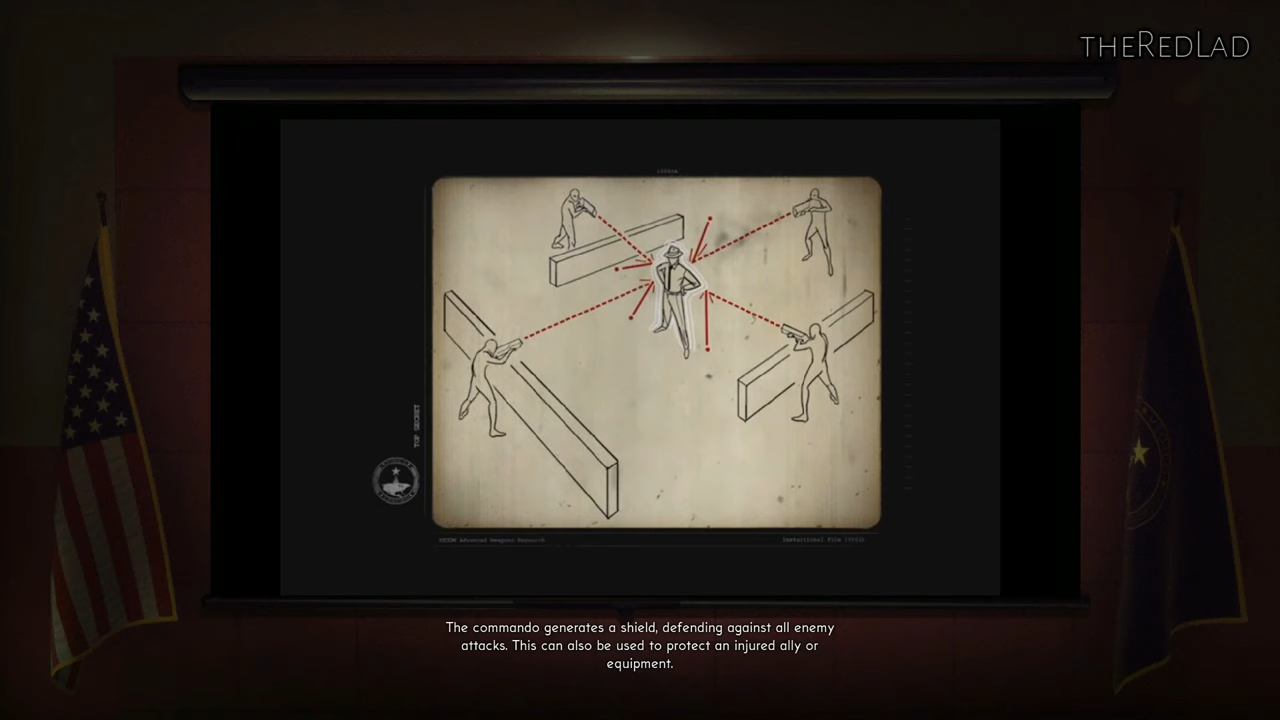 THEREDLAD
TOP SECRET
The commando generates a shield, defending against all enemy
attacks. This can also be used to protect an injured ally or
equipment.